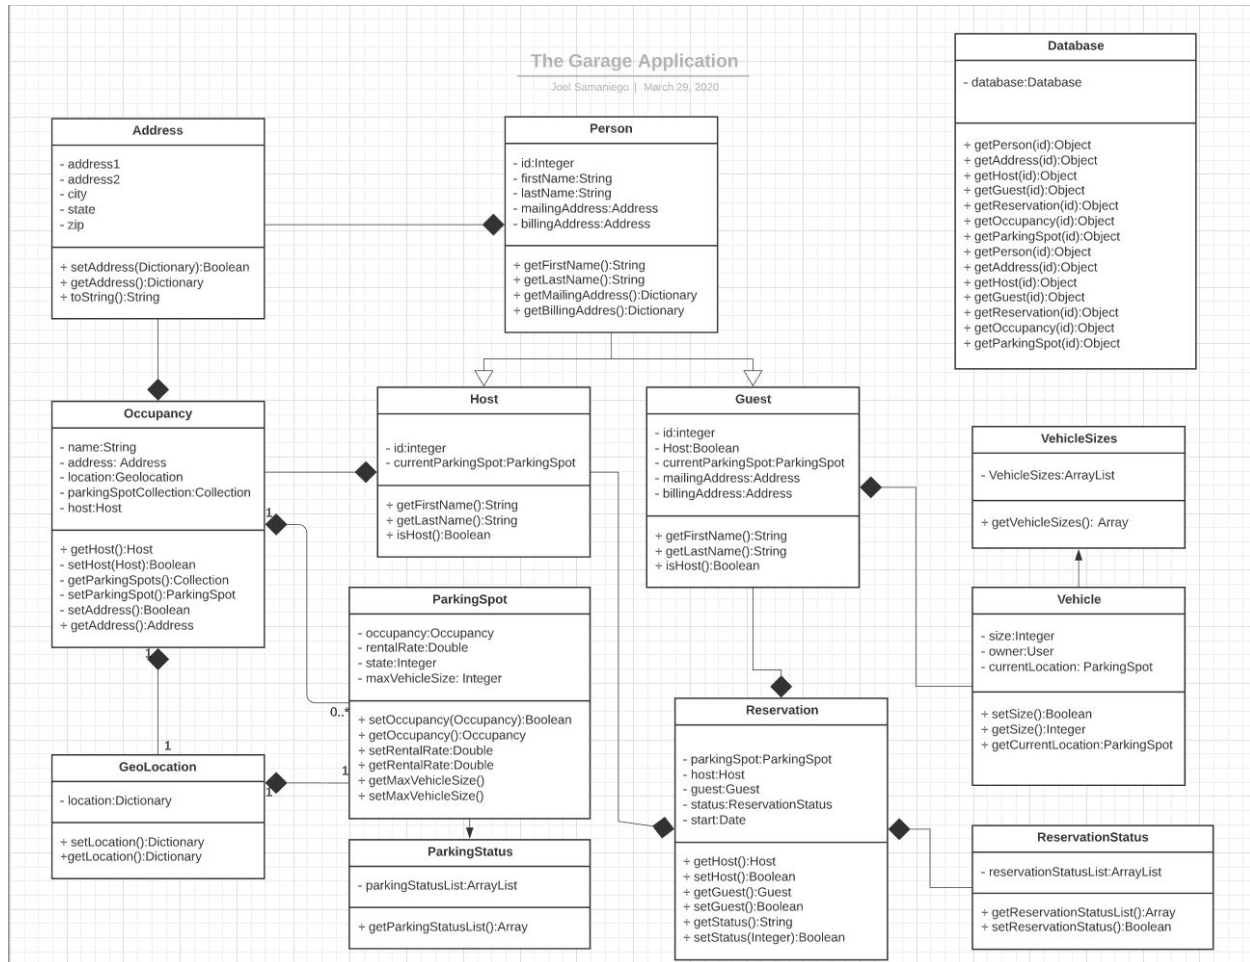 The Garage Application
Joel Samaniego | March 29, 2020
Database
- database:Database
+ getPerson(id):Object
+ getAddress(id):Object
+ getHost(id):Object
+ getGuest(id):Object
+ getReservation(id):Object
+ getOccupancy(id):Object
+ getParkingSpot(id):Object
+ getPerson(id):Object
+ getAddress(id):Object
+ getHost(id):Object
+ getGuest(id):Object
+ getReservation(id):Object
+ getOccupancy(id):Object
+ getParkingSpot(id):Object
Address
- address1
- address2
- city
- state
- zip
+ setAddress(Dictionary):Boolean
+ getAddress():Dictionary
+ toString():String
Person
- id:Integer
- firstName:String
- lastName:String
- mailingAddress:Address
- billingAddress:Address
+ getFirstName():String
+ getLastName():String
+ getMailingAddress():Dictionary
+ getBillingAddres():Dictionary
Occupancy
- name:String
- address: Address
- location:Geolocation
- parkingSpotCollection:Collection
- host:Host
+ getHost():Host
- setHost(Host):Boolean
- getParkingSpots():Collection
- setParkingSpot():ParkingSpot
- setAddress():Boolean
+ getAddress():Address
1
1
Host
- id:integer
- currentParkingSpot:ParkingSpot
+ getFirstName():String
+ getLastName():String
+ isHost():Boolean
Guest
- id:integer
- Host:Boolean
- currentParkingSpot:ParkingSpot
- mailingAddress:Address
- billingAddress:Address
+ getFirstName():String
+ getLastName():String
+ isHost():Boolean
VehicleSizes
- VehicleSizes:ArrayList
+ getVehicleSizes(): Array
ParkingSpot
- occupancy:Occupancy
- rentalRate:Double
- state:Integer
- maxVehicleSize: Integer
+ setOccupancy(Occupancy):Boolean
+ getOccupancy():Occupancy
+ setRentalRate:Double
+ getRentalRate:Double
+ getMaxVehicleSize()
+ setMaxVehicleSize()
0..*
1
Vehicle
- size:Integer
- owner:User
- currentLocation: ParkingSpot
+ setSize():Boolean
+ getSize():Integer
+ getCurrentLocation:ParkingSpot
1
GeoLocation
- location:Dictionary
+ setLocation():Dictionary
+getLocation():Dictionary
1
Reservation
- parkingSpot:ParkingSpot
- host:Host
- guest:Guest
- status:ReservationStatus
- start:Date
+ getHost():Host
+ setHost():Boolean
+ getGuest():Guest
+ setGuest():Boolean
+ getStatus():String
+ setStatus(Integer):Boolean
ParkingStatus
- parkingStatusList:ArrayList
+ getParkingStatusList():Array
ReservationStatus
- reservationStatusList:ArrayList
+ getReservationStatusList():Array
+ setReservationStatus():Boolean